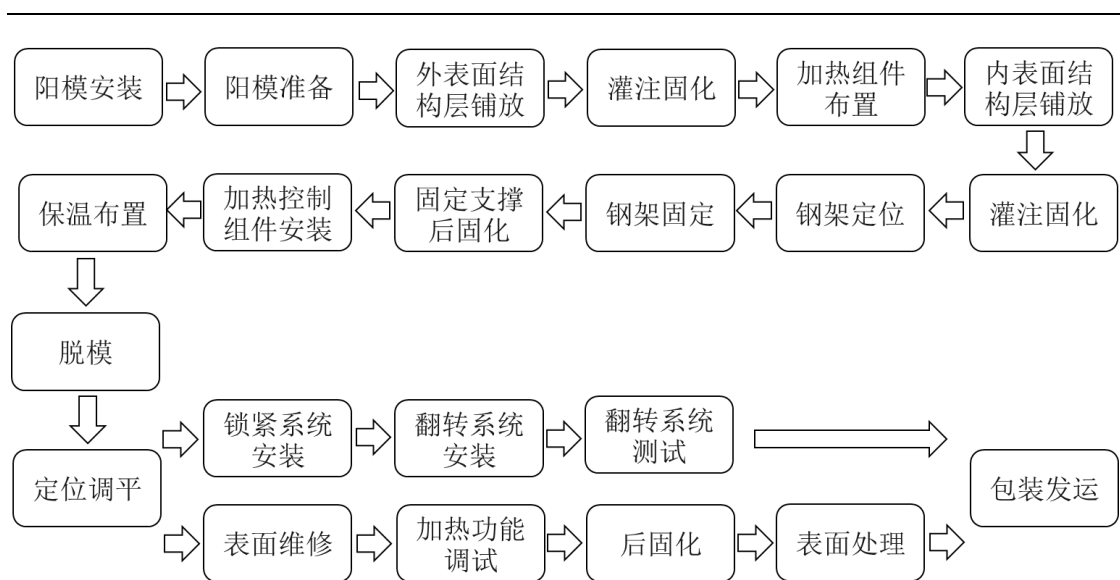 阳模安装
阳模准备
外表面结
构层铺放
灌注固化
加热组件
布置
内表面结
构层铺放
灌注固化
钢架定位
钢架固定
固定支撑
后固化
加热控制
组件安装
保温布置
脱模
定位调平
锁紧系统
安装
翻转系统
安装
翻转系统
测试
表面维修
加热功能
调试
后固化
表面处理
包装发运